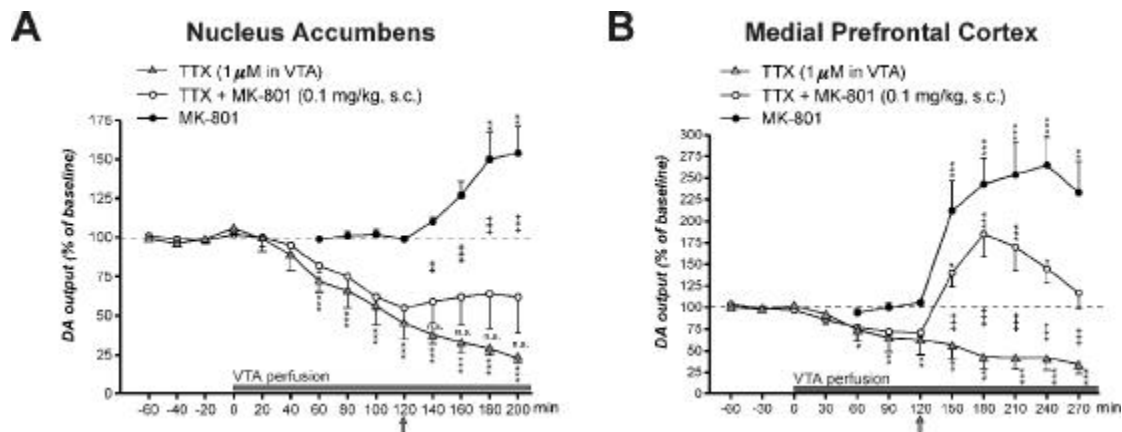 A
Nucleus Accumbens
TTX (1 μM in VTA)
TTX + MK-801 (0.1 mg/kg, s.c.)
MK-801
DA output (% of baseline)
175
150
125
100
75
50
25
0
n.s.
n.s.
n.s.
VTA perfusion
-60 -40 -20 0 20 40 60 80 100 120 140 160 180 200 min
B
Medial Prefrontal Cortex
TTX (1 μM in VTA)
TTX + MK-801 (0.1 mg/kg, s.c.)
MK-801
DA output (% of baseline)
300
275
250
225
200
175
150
125
100
75
50
25
0
VTA perfusion
-60 -30 0 30 60 90 120 150 180 210 240 270 min